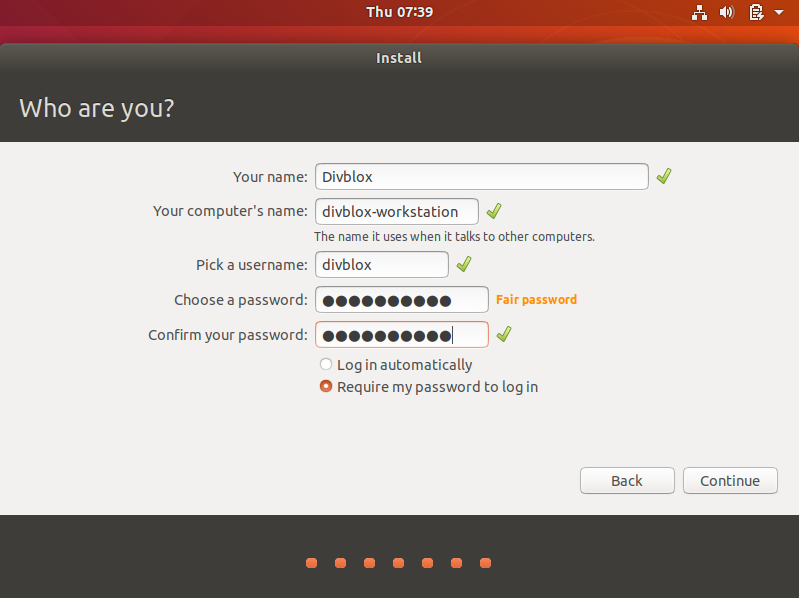 Thu 07:39
Install
Who are you?
Your name: Divblox
Your computer's name: divblox-workstation
The name it uses when it talks to other computers.
Pick a username: divblox
Choose a password: ●●●●●●●●●● Fair password
Confirm your password: ●●●●●●●●●●
Log in automatically
Require my password to log in
Back Continue